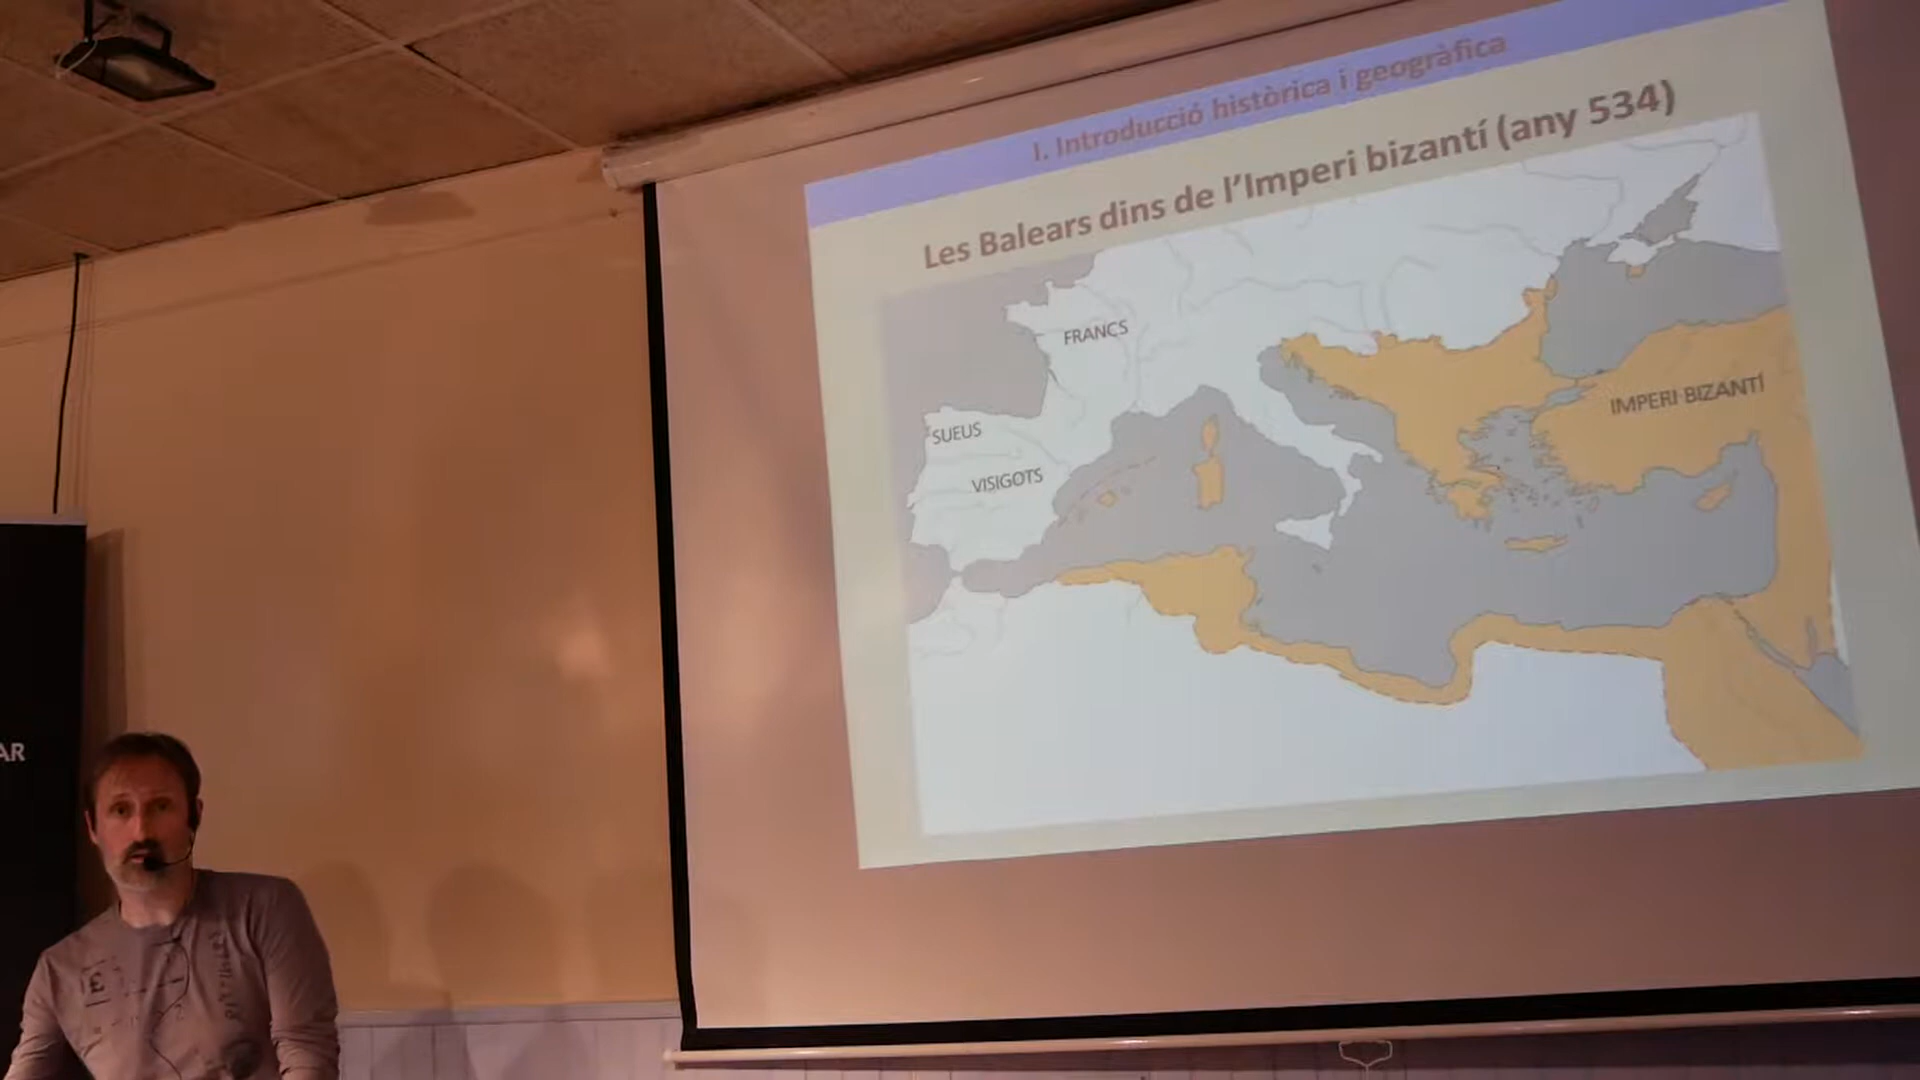 I. Introducció històrica i geogràfica
Les Balears dins de l'Imperi bizantí (any 534)
FRANCS
IMPERI BIZANTÍ
SUEUS
VISIGOTS
AR